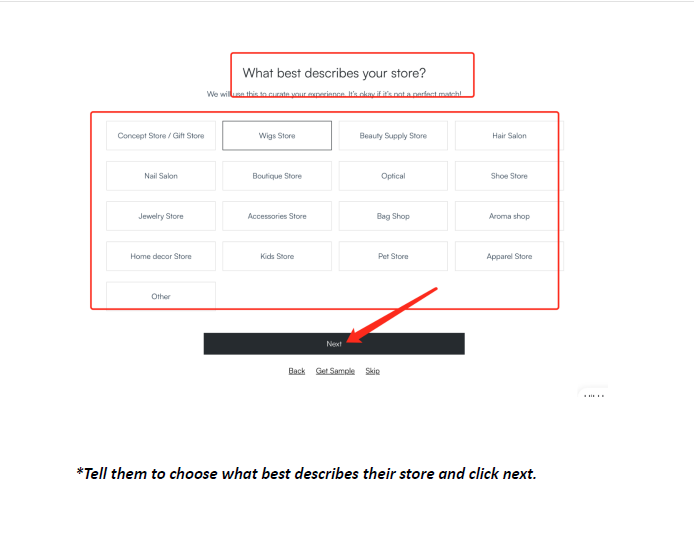 What best describes your store?
We will use this to curate your experience. It's okay if it's not a perfect match!
Concept Store / Gift Store Wigs Store Beauty Supply Store Hair Salon
Nail Salon Boutique Store Optical Shoe Store
Jewelry Store Accessories Store Bag Shop Aroma shop
Home decor Store Kids Store Pet Store Apparel Store
Other
Next
Back Get Sample Skip
*Tell them to choose what best describes their store and click next.